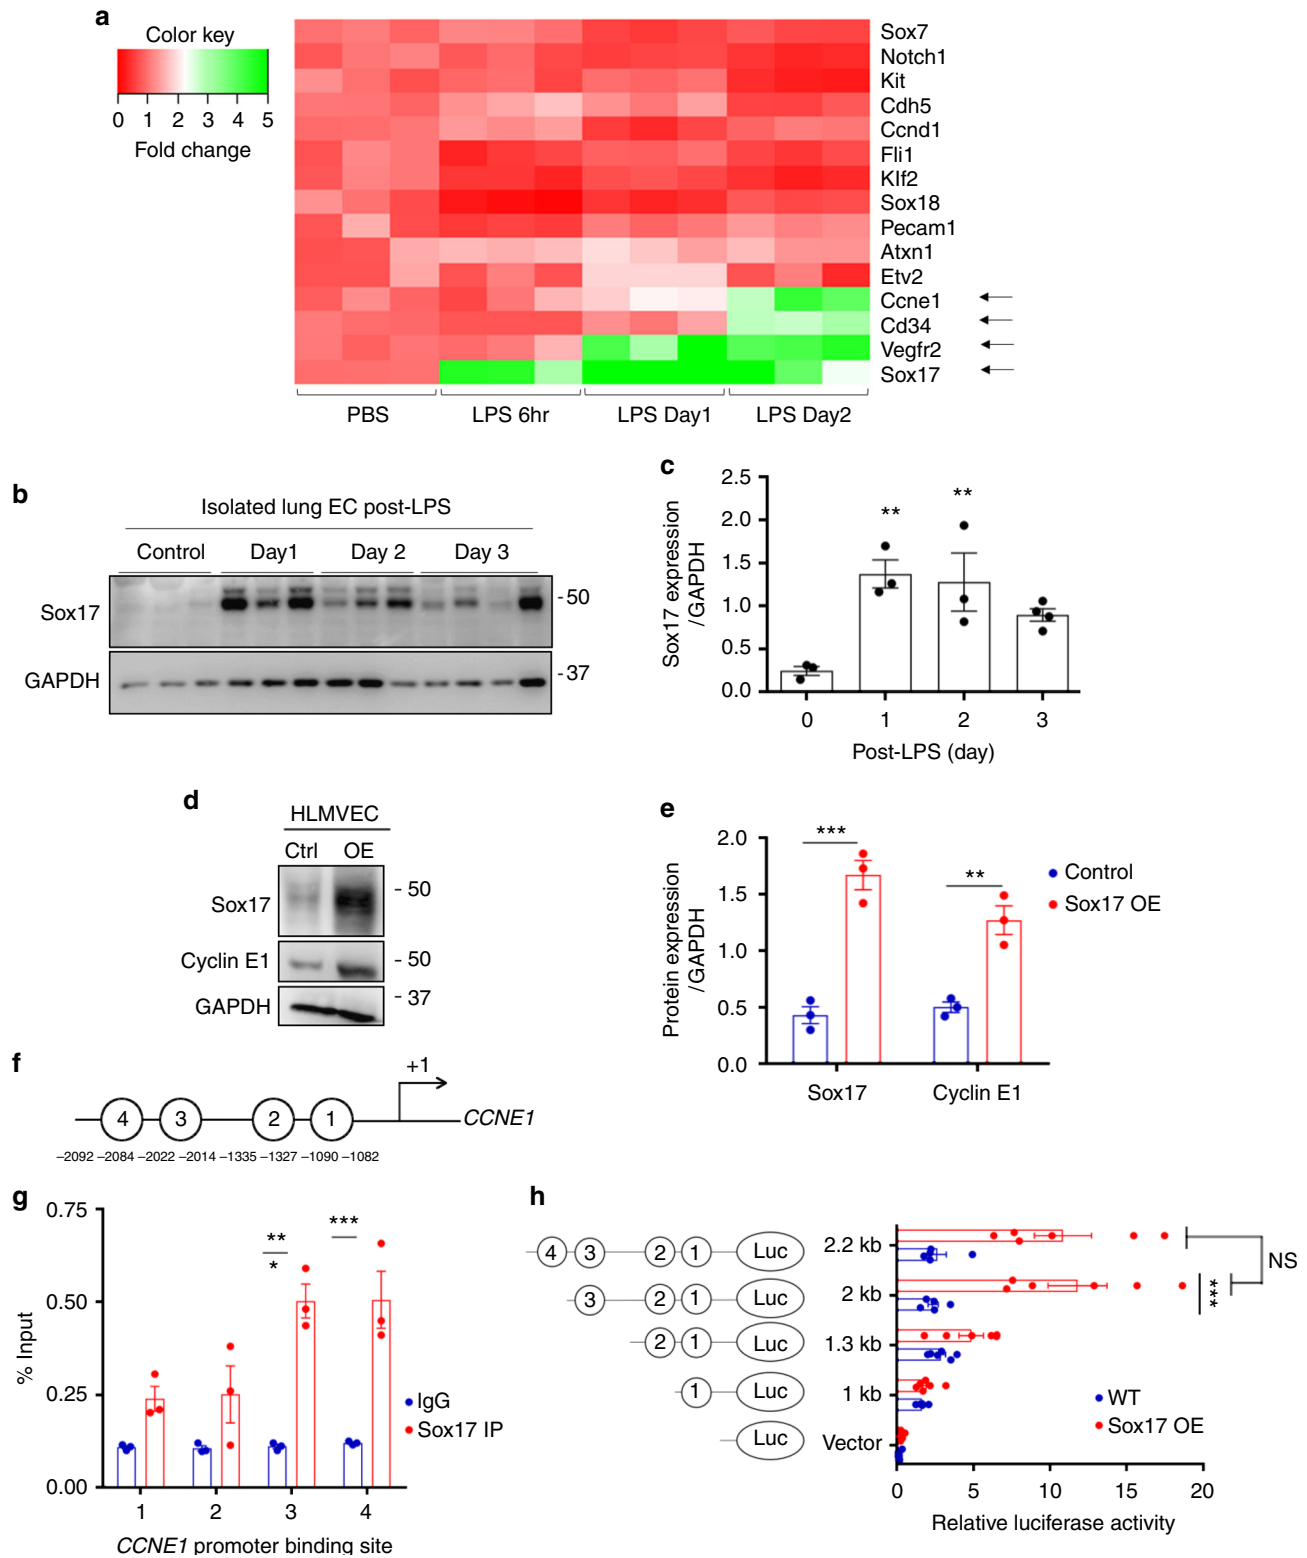 a
Color key
0 1 2 3 4 5
Fold change
Sox7
Notch1
Kit
Cdh5
Ccnd1
Fli1
Klf2
Sox18
Pecam1
Atxn1
Etv2
Ccne1
Cd34
Vegfr2
Sox17
PBS LPS 6hr LPS Day1 LPS Day2
b
Isolated lung EC post-LPS
Control Day1 Day 2 Day 3
Sox17 - 50
GAPDH - 37
c
Sox17 expression
/GAPDH
2.5
2.0
1.5
1.0
0.5
0.0
** **
0 1 2 3
Post-LPS (day)
d
HLMVEC
Ctrl OE
Sox17 - 50
Cyclin E1 - 50
GAPDH - 37
e
Protein expression
/GAPDH
2.0
1.5
1.0
0.5
0.0
*** **
Sox17 Cyclin E1
Control
Sox17 OE
f
+1
4 3 2 1 CCNE1
–2092 –2084 –2022 –2014 –1335 –1327 –1090 –1082
g
% Input
0.75
0.50
0.25
0.00
**
*
***
IgG
Sox17 IP
1 2 3 4
CCNE1 promoter binding site
h
4 3 2 1 Luc 2.2 kb
3 2 1 Luc 2 kb
2 1 Luc 1.3 kb
1 Luc 1 kb
Luc Vector
NS
***
WT
Sox17 OE
0 5 10 15 20
Relative luciferase activity